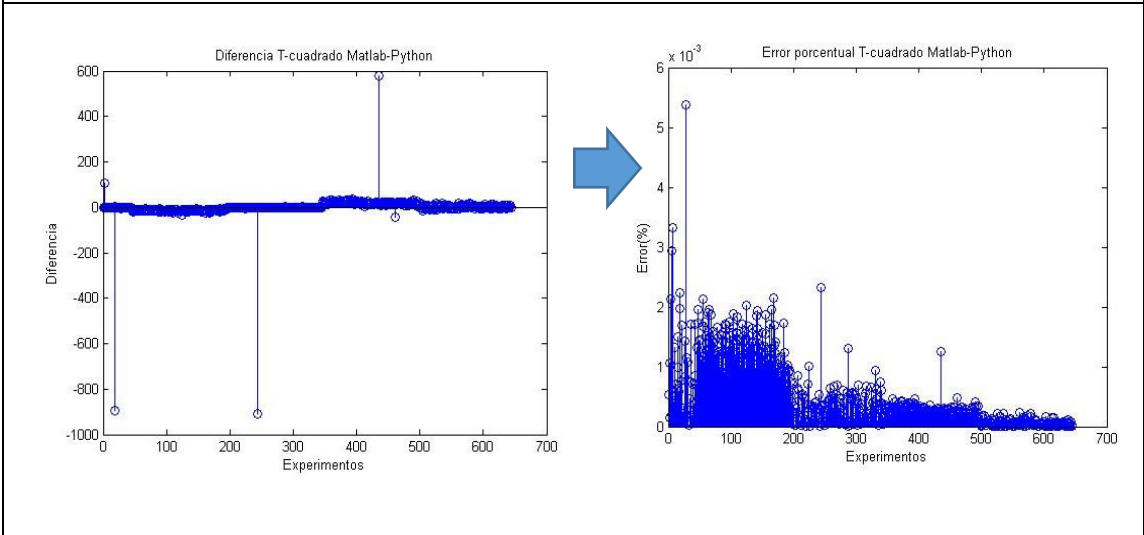 Diferencia T-cuadrado Matlab-Python
600
400
200
0
-200
-400
-600
-800
-1000
Diferencia
0 100 200 300 400 500 600 700
Experimentos
Error porcentual T-cuadrado Matlab-Python
x 10⁻³
6
5
4
3
2
1
0
Error(%)
0 100 200 300 400 500 600 700
Experimentos